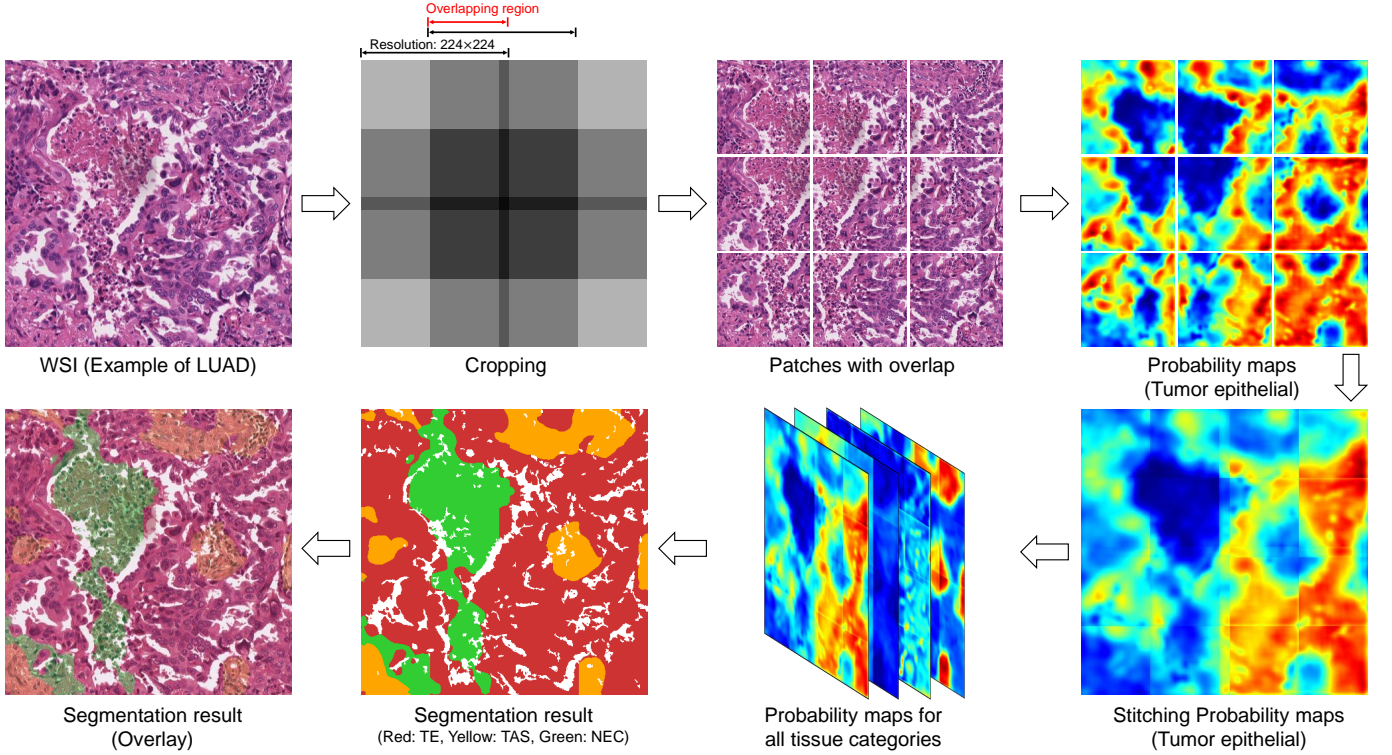 Overlapping region
Resolution: 224×224
WSI (Example of LUAD)
Cropping
Patches with overlap
Probability maps
(Tumor epithelial)
Segmentation result
(Overlay)
Segmentation result
(Red: TE, Yellow: TAS, Green: NEC)
Probability maps for
all tissue categories
Stitching Probability maps
(Tumor epithelial)